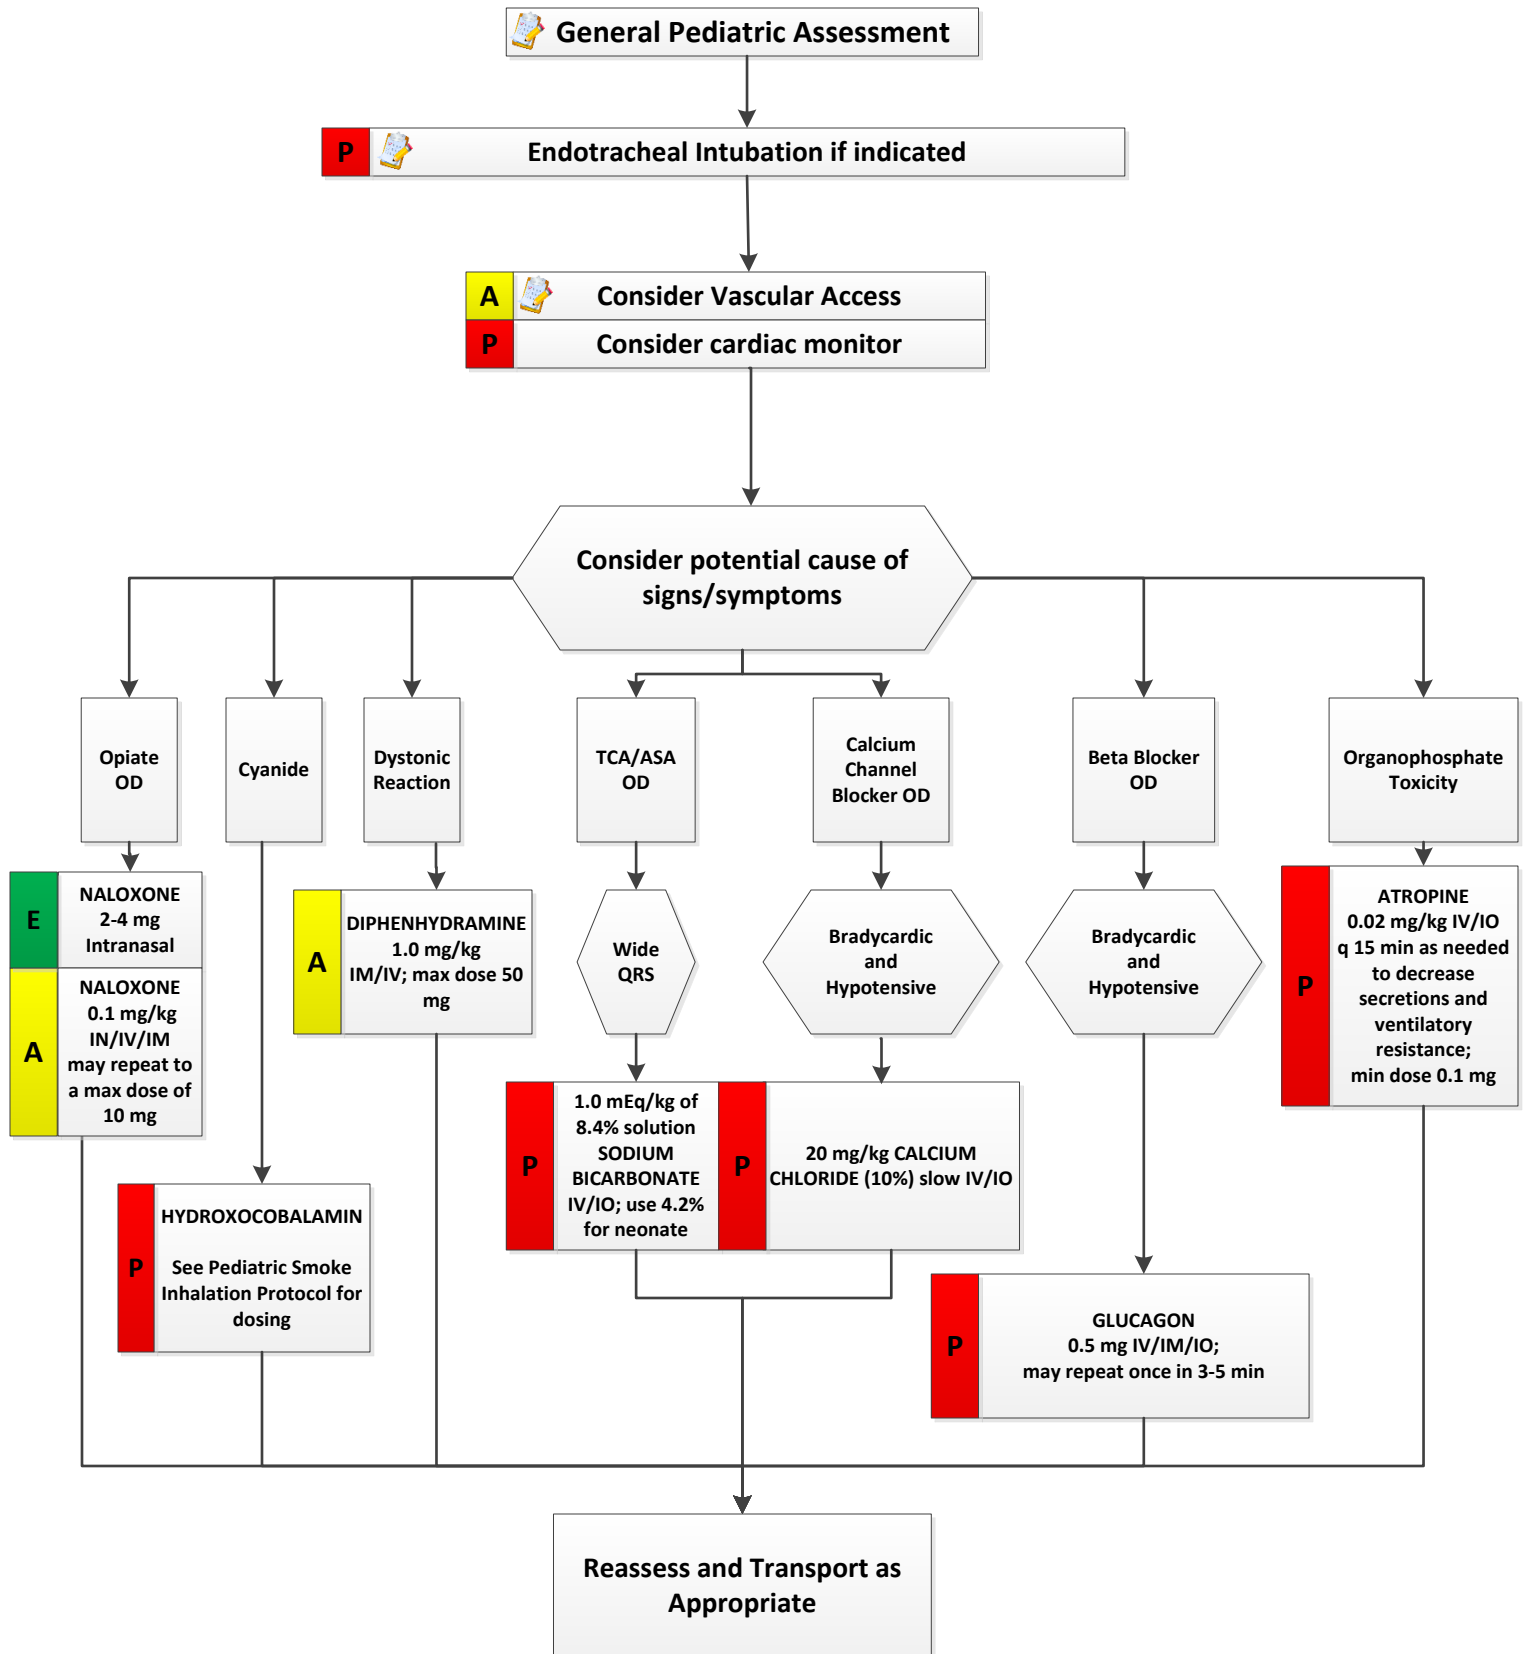 General Pediatric Assessment
P
Endotracheal Intubation if indicated
A
Consider Vascular Access
P
Consider cardiac monitor
Consider potential cause of
signs/symptoms
Opiate
OD
Cyanide
Dystonic
Reaction
TCA/ASA
OD
Calcium
Channel
Blocker OD
Beta Blocker
OD
Organophosphate
Toxicity
E
NALOXONE
2-4 mg
Intranasal
A
NALOXONE
0.1 mg/kg
IN/IV/IM
may repeat to
a max dose of
10 mg
A
DIPHENHYDRAMINE
1.0 mg/kg
IM/IV; max dose 50
mg
Wide
QRS
Bradycardic
and
Hypotensive
Bradycardic
and
Hypotensive
P
ATROPINE
0.02 mg/kg IV/IO
q 15 min as needed
to decrease
secretions and
ventilatory
resistance;
min dose 0.1 mg
P
HYDROXOCOBALAMIN
See Pediatric Smoke
Inhalation Protocol for
dosing
P
1.0 mEq/kg of
8.4% solution
SODIUM
BICARBONATE
IV/IO; use 4.2%
for neonate
P
20 mg/kg CALCIUM
CHLORIDE (10%) slow IV/IO
P
GLUCAGON
0.5 mg IV/IM/IO;
may repeat once in 3-5 min
Reassess and Transport as
Appropriate